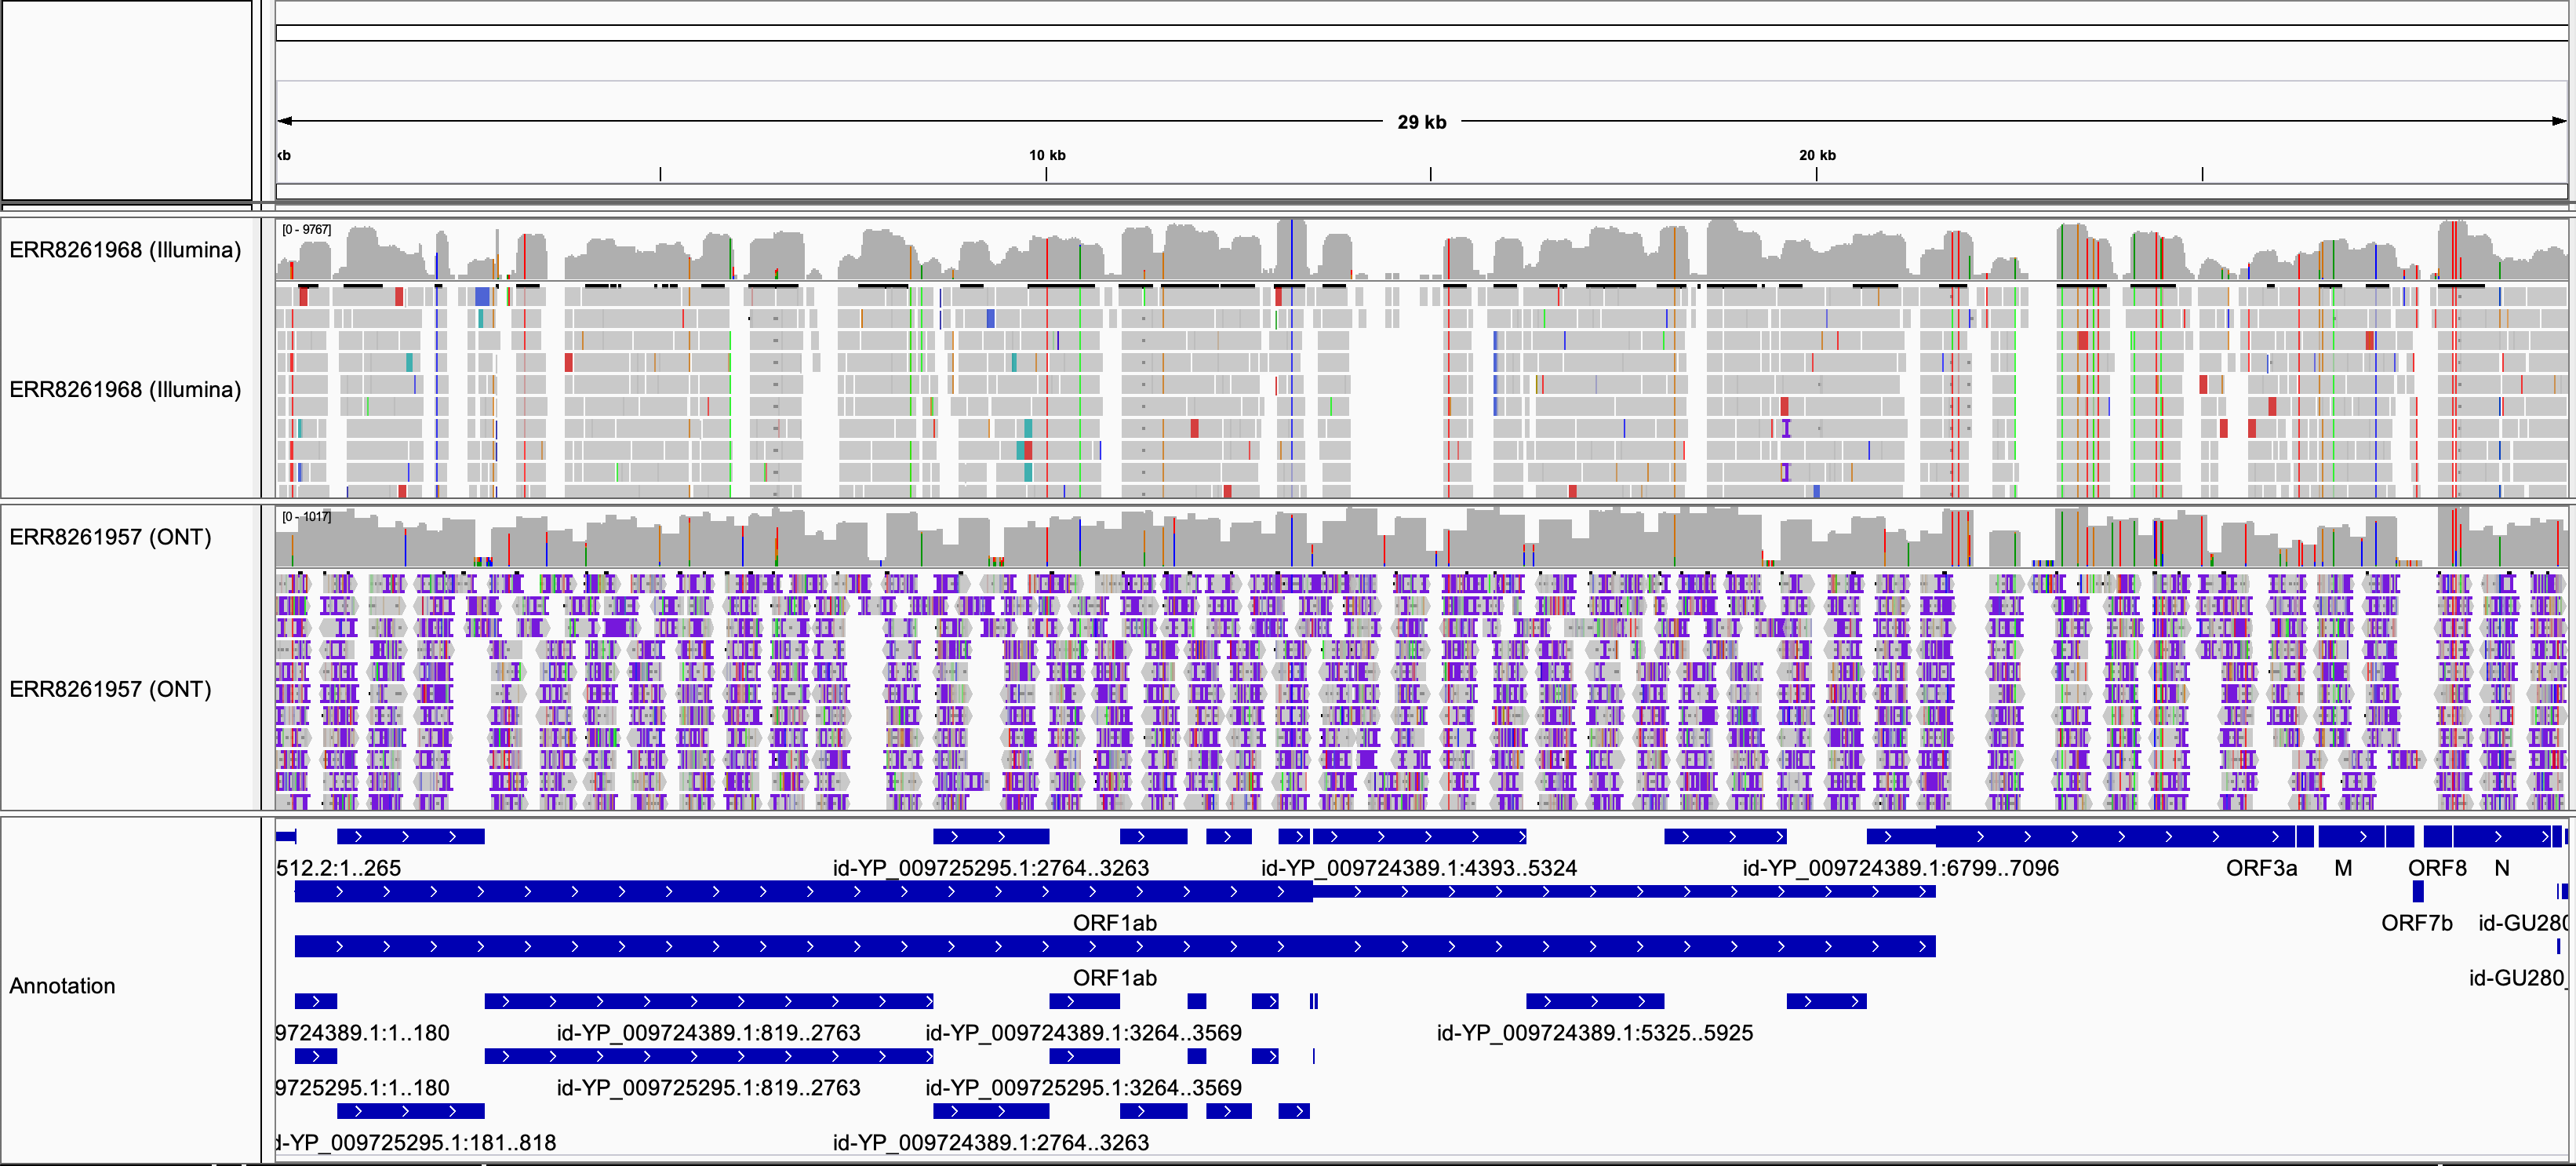 29 kb
kb 10 kb 20 kb
[0 - 9767]
ERR8261968 (Illumina)
ERR8261968 (Illumina)
[0 - 1017]
ERR8261957 (ONT)
ERR8261957 (ONT)
512.2:1..265 id-YP_009725295.1:2764..3263 id-YP_009724389.1:4393..5324 id-YP_009724389.1:6799..7096 ORF3a M ORF8 N
ORF1ab ORF7b id-GU280
ORF1ab id-GU280_
Annotation
9724389.1:1..180 id-YP_009724389.1:819..2763 id-YP_009724389.1:3264..3569 id-YP_009724389.1:5325..5925
9725295.1:1..180 id-YP_009725295.1:819..2763 id-YP_009725295.1:3264..3569
d-YP_009725295.1:181..818 id-YP_009724389.1:2764..3263